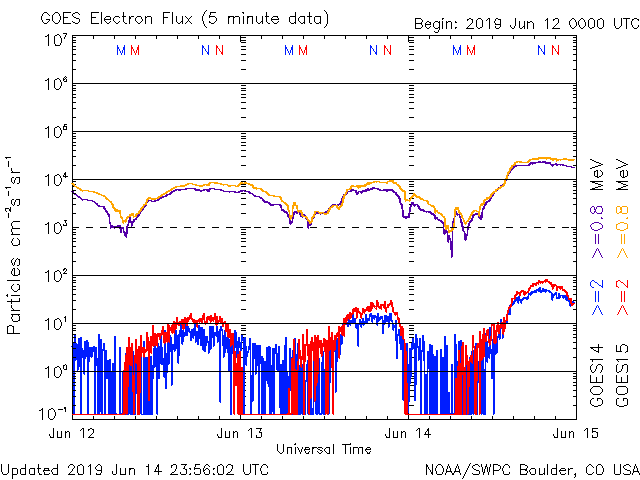 GOES Electron Flux (5 minute data)
Begin: 2019 Jun 12 0000 UTC
M M N N M M N N M M N N
10⁷
10⁶
10⁵
10⁴
10³
10²
10¹
10⁰
10⁻¹
Particles cm⁻²s⁻¹sr⁻¹
GOES14 >=2 >=0.8 MeV
GOES15 >=2 >=0.8 MeV
Jun 12 Jun 13 Jun 14 Jun 15
Universal Time
Updated 2019 Jun 14 23:56:02 UTC
NOAA/SWPC Boulder, CO USA